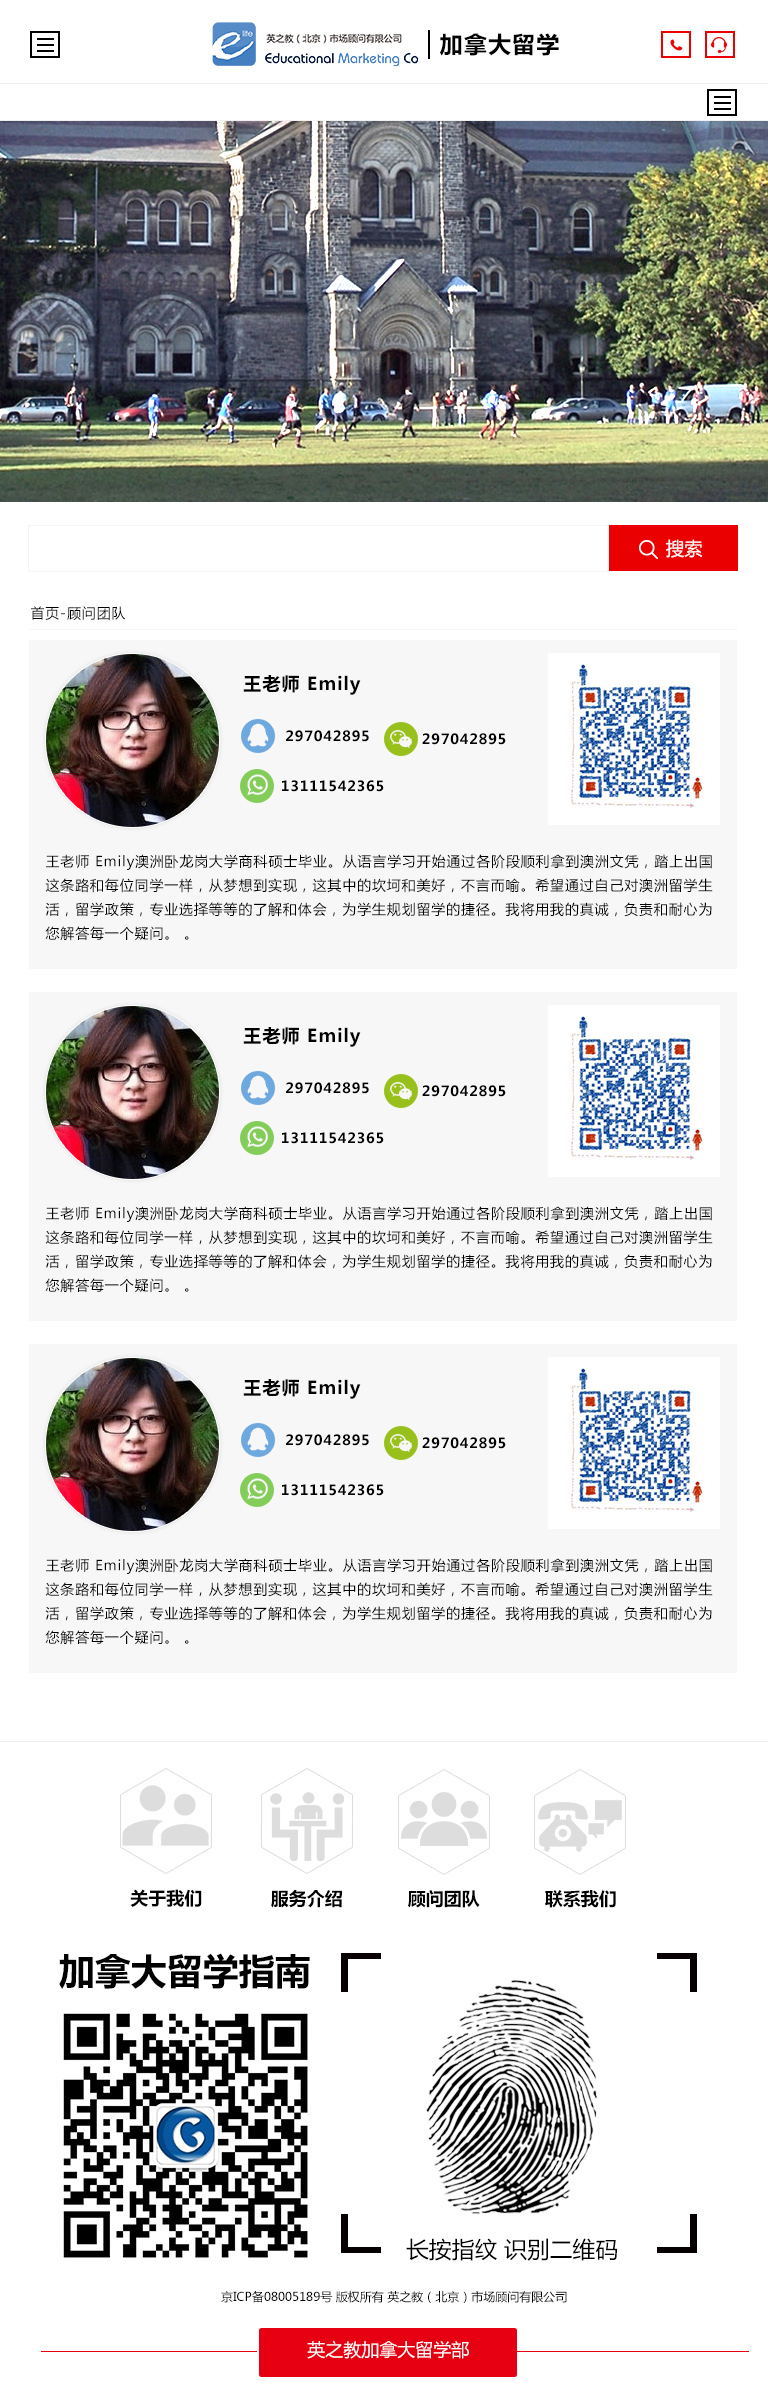 life
英之教（北京）市场顾问有限公司
Educational Marketing Co
加拿大留学
搜索
首页-顾问团队
王老师 Emily
297042895
297042895
13111542365
王老师 Emily澳洲卧龙岗大学商科硕士毕业。从语言学习开始通过各阶段顺利拿到澳洲文凭，踏上出国
这条路和每位同学一样，从梦想到实现，这其中的坎坷和美好，不言而喻。希望通过自己对澳洲留学生
活，留学政策，专业选择等等的了解和体会，为学生规划留学的捷径。我将用我的真诚，负责和耐心为
您解答每一个疑问。 。
王老师 Emily
297042895
297042895
13111542365
王老师 Emily澳洲卧龙岗大学商科硕士毕业。从语言学习开始通过各阶段顺利拿到澳洲文凭，踏上出国
这条路和每位同学一样，从梦想到实现，这其中的坎坷和美好，不言而喻。希望通过自己对澳洲留学生
活，留学政策，专业选择等等的了解和体会，为学生规划留学的捷径。我将用我的真诚，负责和耐心为
您解答每一个疑问。 。
王老师 Emily
297042895
297042895
13111542365
王老师 Emily澳洲卧龙岗大学商科硕士毕业。从语言学习开始通过各阶段顺利拿到澳洲文凭，踏上出国
这条路和每位同学一样，从梦想到实现，这其中的坎坷和美好，不言而喻。希望通过自己对澳洲留学生
活，留学政策，专业选择等等的了解和体会，为学生规划留学的捷径。我将用我的真诚，负责和耐心为
您解答每一个疑问。 。
关于我们
服务介绍
顾问团队
联系我们
加拿大留学指南
长按指纹 识别二维码
京ICP备08005189号 版权所有 英之教（北京）市场顾问有限公司
英之教加拿大留学部